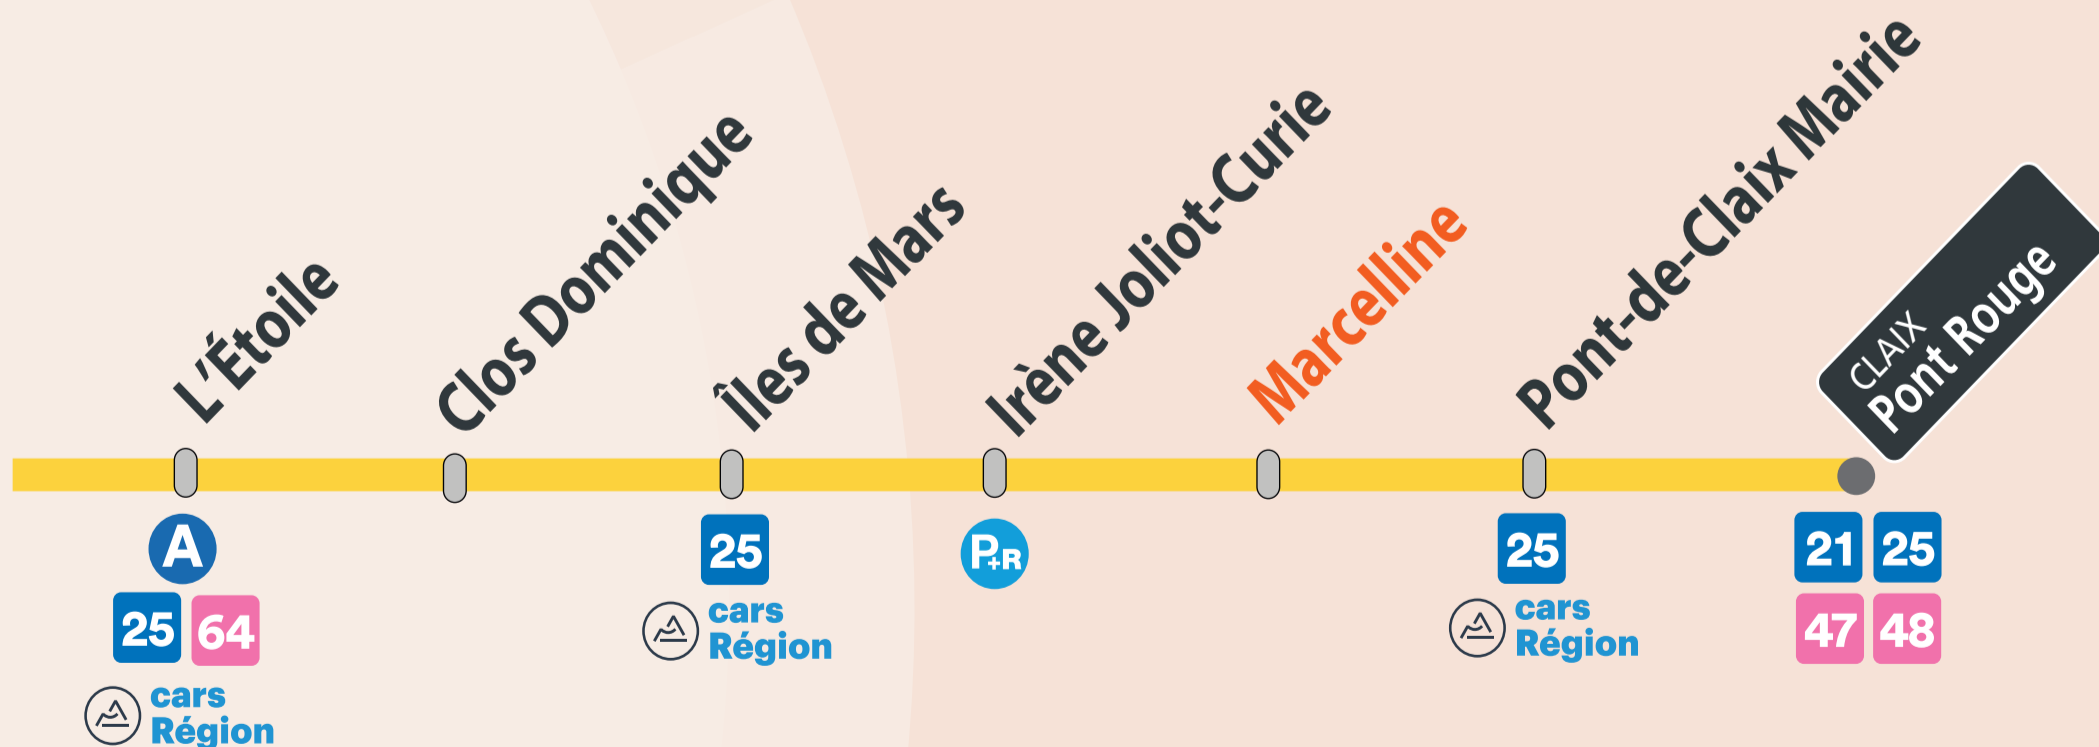 L'Étoile
Clos Dominique
Îles de Mars
Irène Joliot-Curie
Marcelline
Pont-de-Claix Mairie
CLAIX
Pont Rouge
A
25 64
cars
Région
25
cars
Région
P+R
25
cars
Région
21 25
47 48